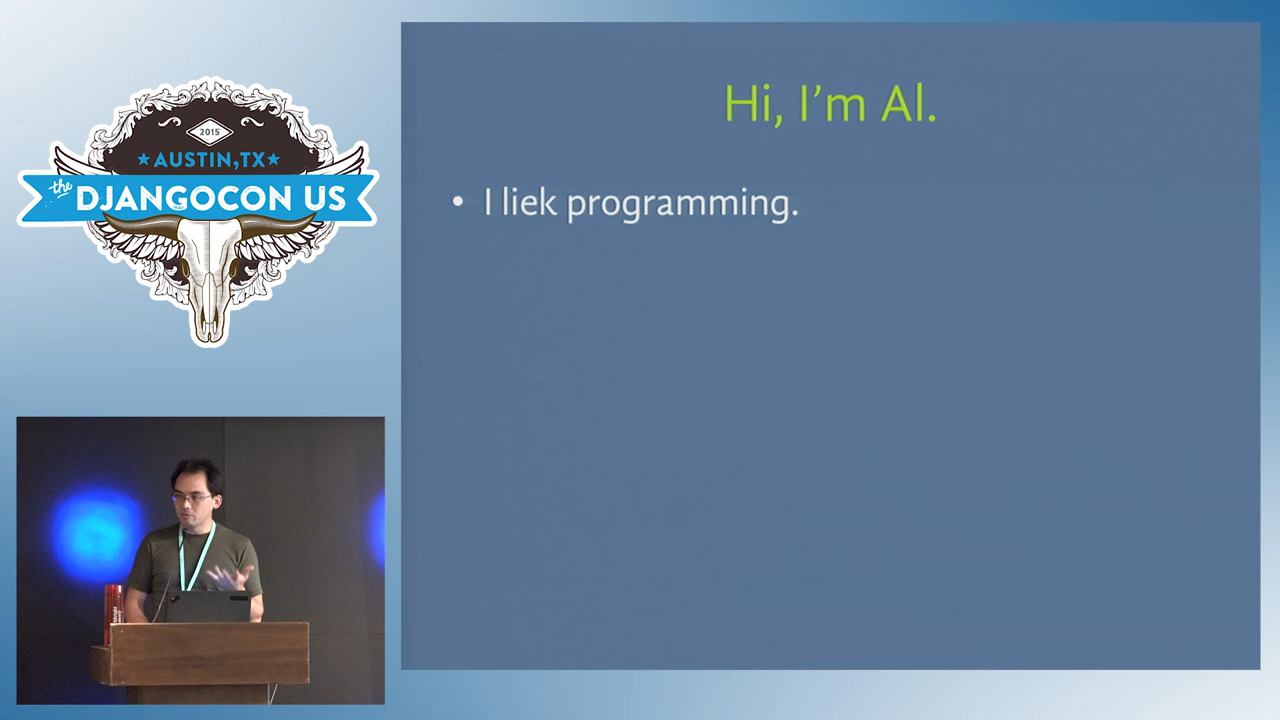 2015
AUSTIN, TX
the DJANGOCON US
Hi, I'm Al.
• I liek programming.